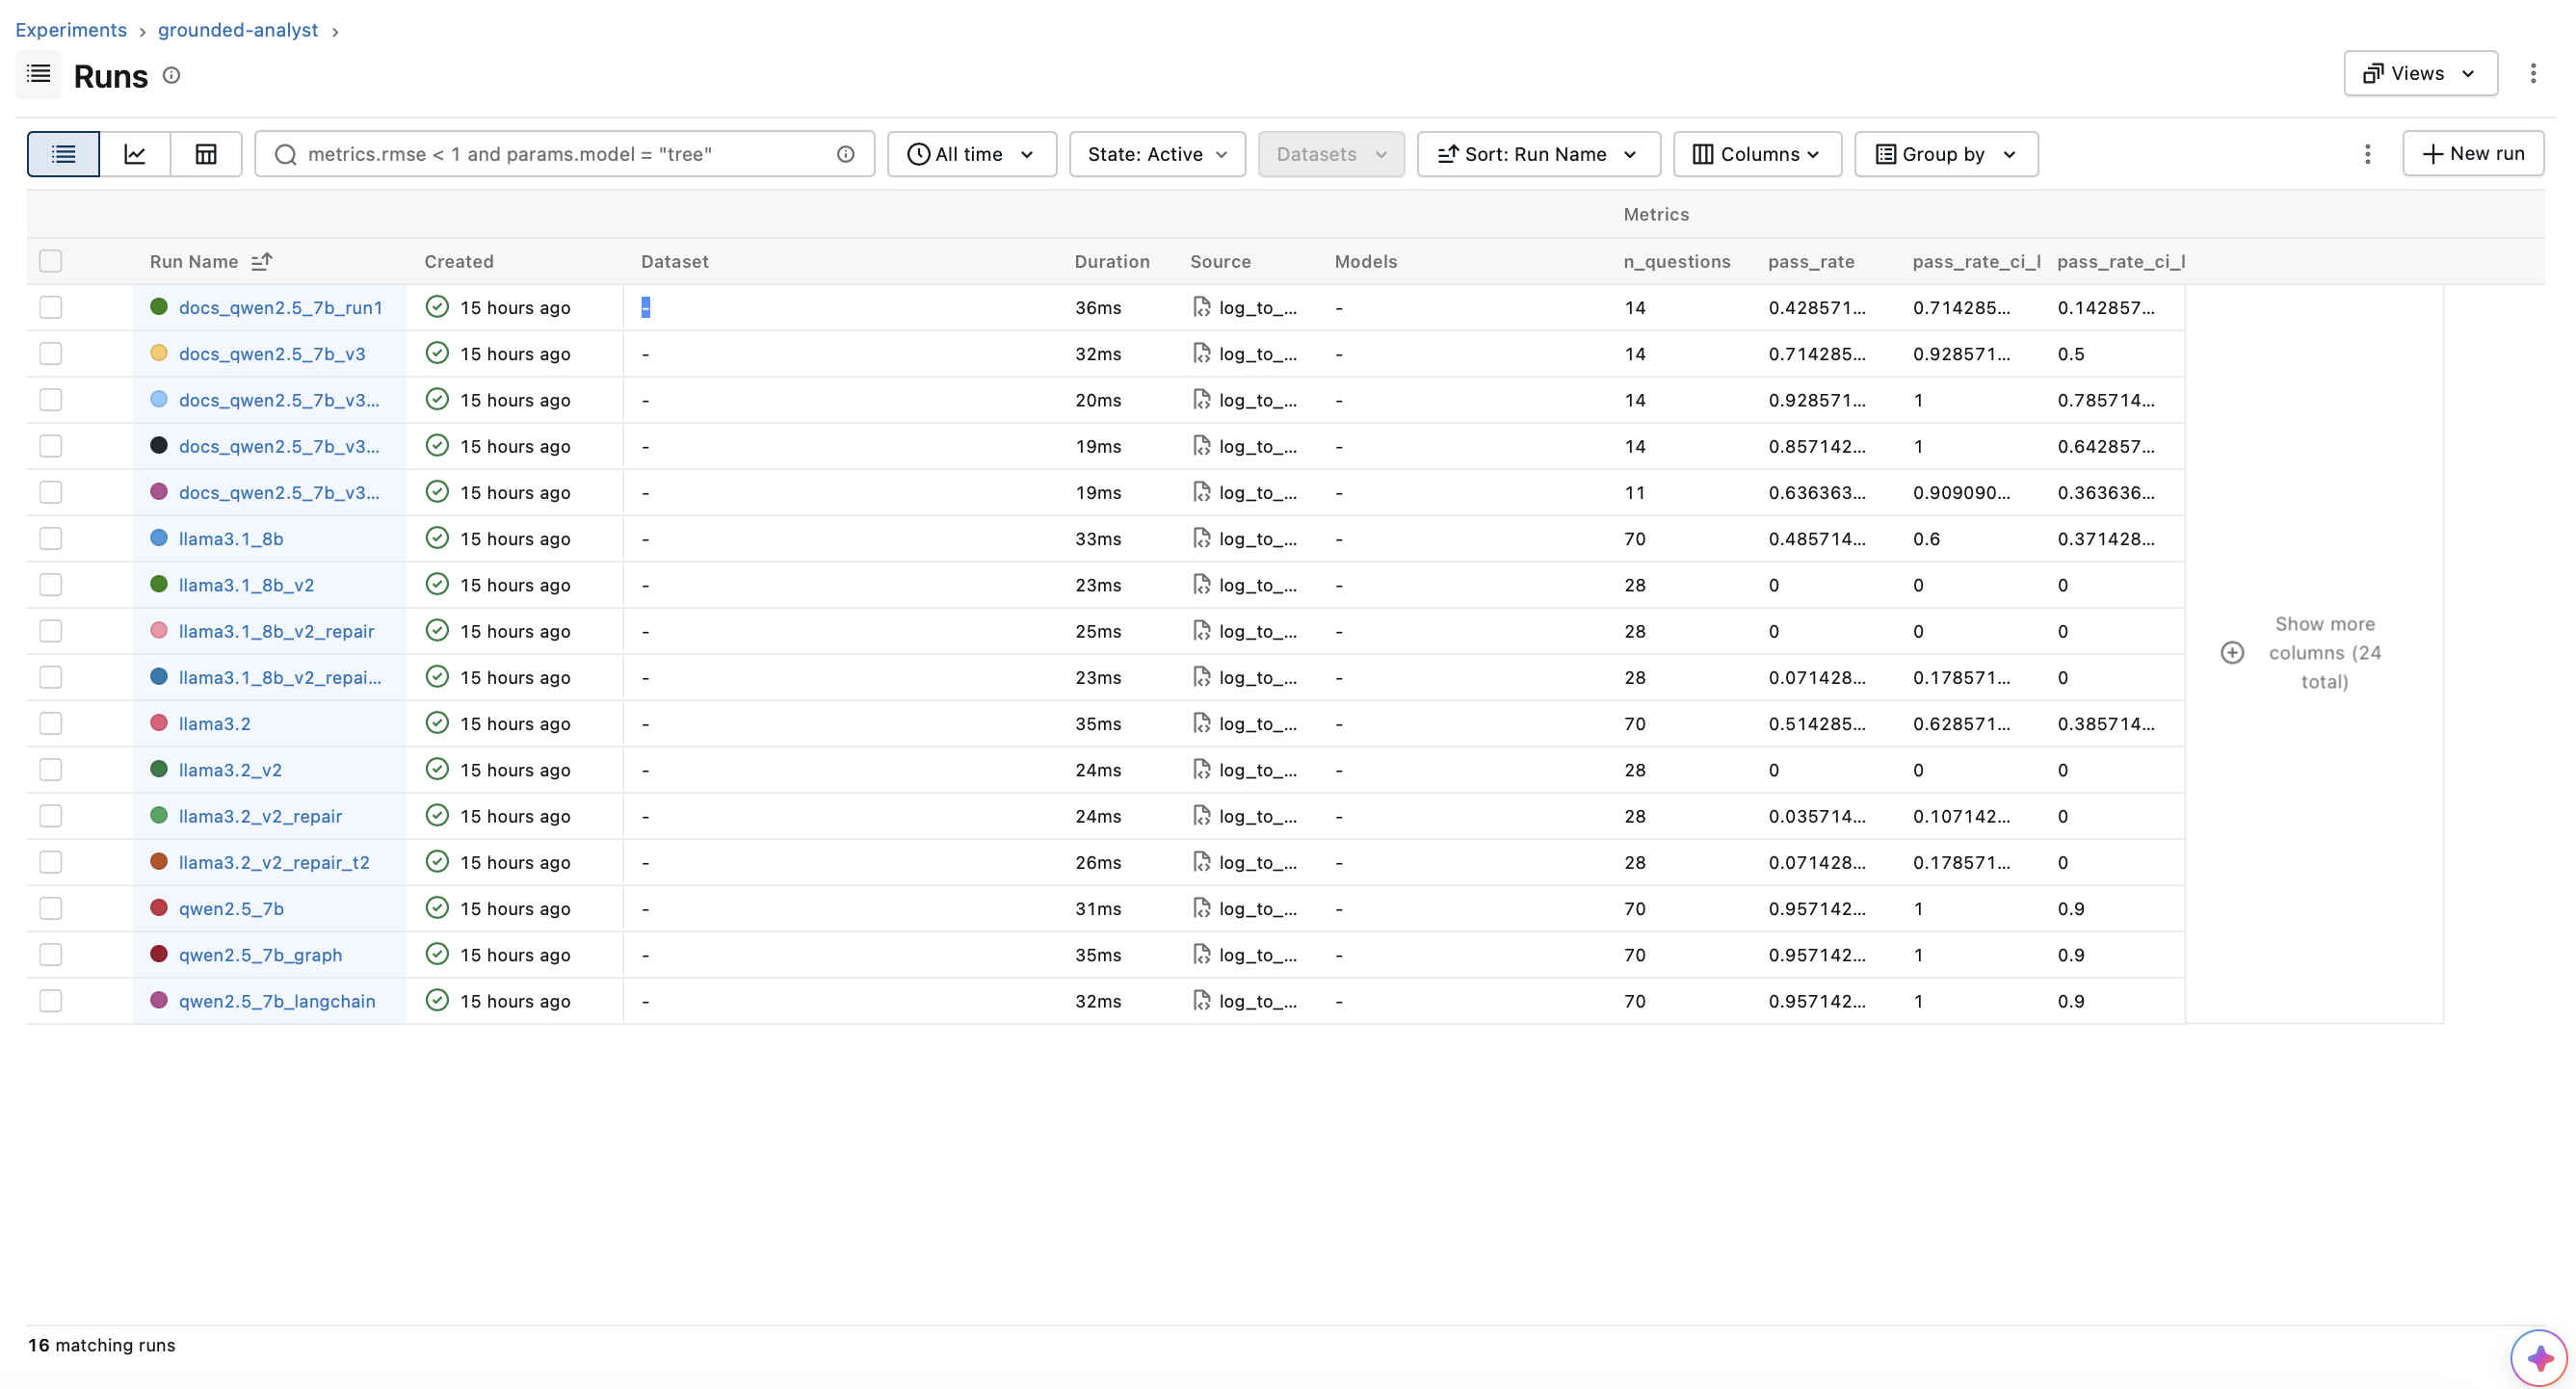 Experiments › grounded-analyst ›
Runs
Views
metrics.rmse < 1 and params.model = "tree"
All time
State: Active
Datasets
Sort: Run Name
Columns
Group by
New run
Metrics
Run Name Created Dataset Duration Source Models n_questions pass_rate pass_rate_ci_l pass_rate_ci_l
docs_qwen2.5_7b_run1 15 hours ago - 36ms log_to_... - 14 0.428571... 0.714285... 0.142857...
docs_qwen2.5_7b_v3 15 hours ago - 32ms log_to_... - 14 0.714285... 0.928571... 0.5
docs_qwen2.5_7b_v3... 15 hours ago - 20ms log_to_... - 14 0.928571... 1 0.785714...
docs_qwen2.5_7b_v3... 15 hours ago - 19ms log_to_... - 14 0.857142... 1 0.642857...
docs_qwen2.5_7b_v3... 15 hours ago - 19ms log_to_... - 11 0.636363... 0.909090... 0.363636...
llama3.1_8b 15 hours ago - 33ms log_to_... - 70 0.485714... 0.6 0.371428...
llama3.1_8b_v2 15 hours ago - 23ms log_to_... - 28 0 0 0
llama3.1_8b_v2_repair 15 hours ago - 25ms log_to_... - 28 0 0 0
llama3.1_8b_v2_repai... 15 hours ago - 23ms log_to_... - 28 0.071428... 0.178571... 0
llama3.2 15 hours ago - 35ms log_to_... - 70 0.514285... 0.628571... 0.385714...
llama3.2_v2 15 hours ago - 24ms log_to_... - 28 0 0 0
llama3.2_v2_repair 15 hours ago - 24ms log_to_... - 28 0.035714... 0.107142... 0
llama3.2_v2_repair_t2 15 hours ago - 26ms log_to_... - 28 0.071428... 0.178571... 0
qwen2.5_7b 15 hours ago - 31ms log_to_... - 70 0.957142... 1 0.9
qwen2.5_7b_graph 15 hours ago - 35ms log_to_... - 70 0.957142... 1 0.9
qwen2.5_7b_langchain 15 hours ago - 32ms log_to_... - 70 0.957142... 1 0.9
Show more
columns (24
total)
16 matching runs